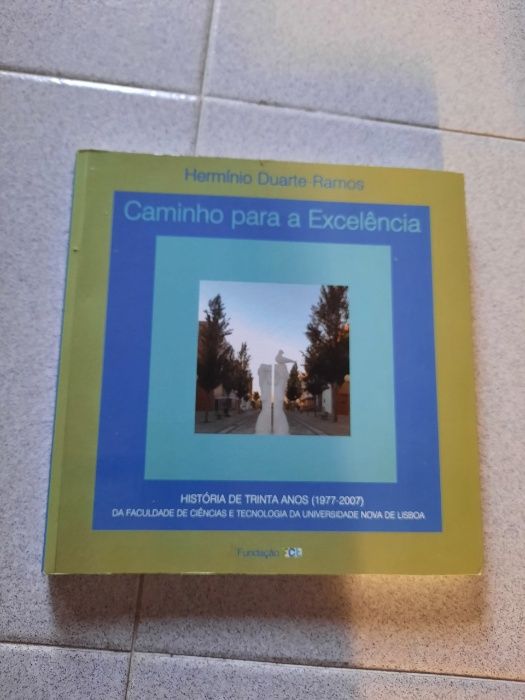 Hermínio Duarte-Ramos
Caminho para a Excelência
HISTÓRIA DE TRINTA ANOS (1977-2007)
DA FACULDADE DE CIÊNCIAS E TECNOLOGIA DA UNIVERSIDADE NOVA DE LISBOA
Fundação